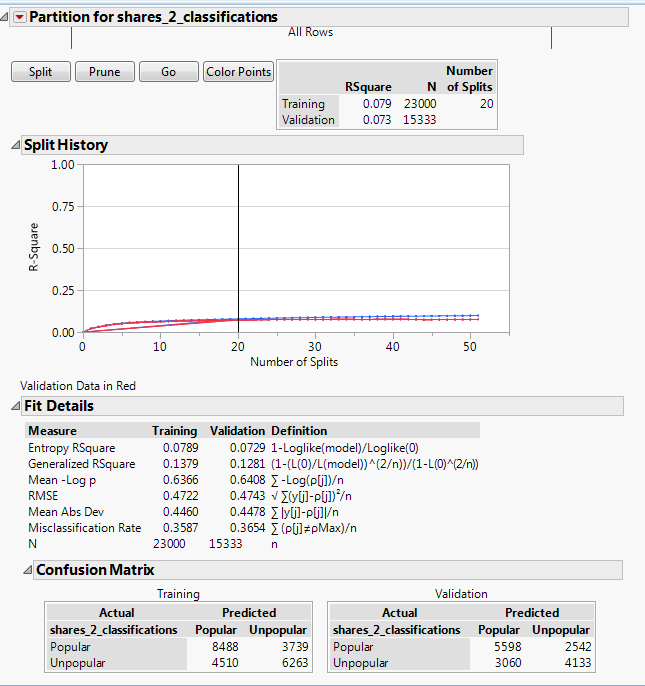 Partition for shares_2_classifications
All Rows
Split Prune Go Color Points
Number
RSquare N of Splits
Training 0.079 23000 20
Validation 0.073 15333
Split History
1.00
0.75
0.50
0.25
0.00
R-Square
0 10 20 30 40 50
Number of Splits
Validation Data in Red
Fit Details
Measure Training Validation Definition
Entropy RSquare 0.0789 0.0729 1-Loglike(model)/Loglike(0)
Generalized RSquare 0.1379 0.1281 (1-(L(0)/L(model))^(2/n))/(1-L(0)^(2/n))
Mean -Log p 0.6366 0.6408 ∑ -Log(ρ[j])/n
RMSE 0.4722 0.4743 √ ∑(y[j]-ρ[j])²/n
Mean Abs Dev 0.4460 0.4478 ∑ |y[j]-ρ[j]|/n
Misclassification Rate 0.3587 0.3654 ∑ (ρ[j]≠ρMax)/n
N 23000 15333 n
Confusion Matrix
Training
Actual Predicted
shares_2_classifications Popular Unpopular
Popular 8488 3739
Unpopular 4510 6263
Validation
Actual Predicted
shares_2_classifications Popular Unpopular
Popular 5598 2542
Unpopular 3060 4133